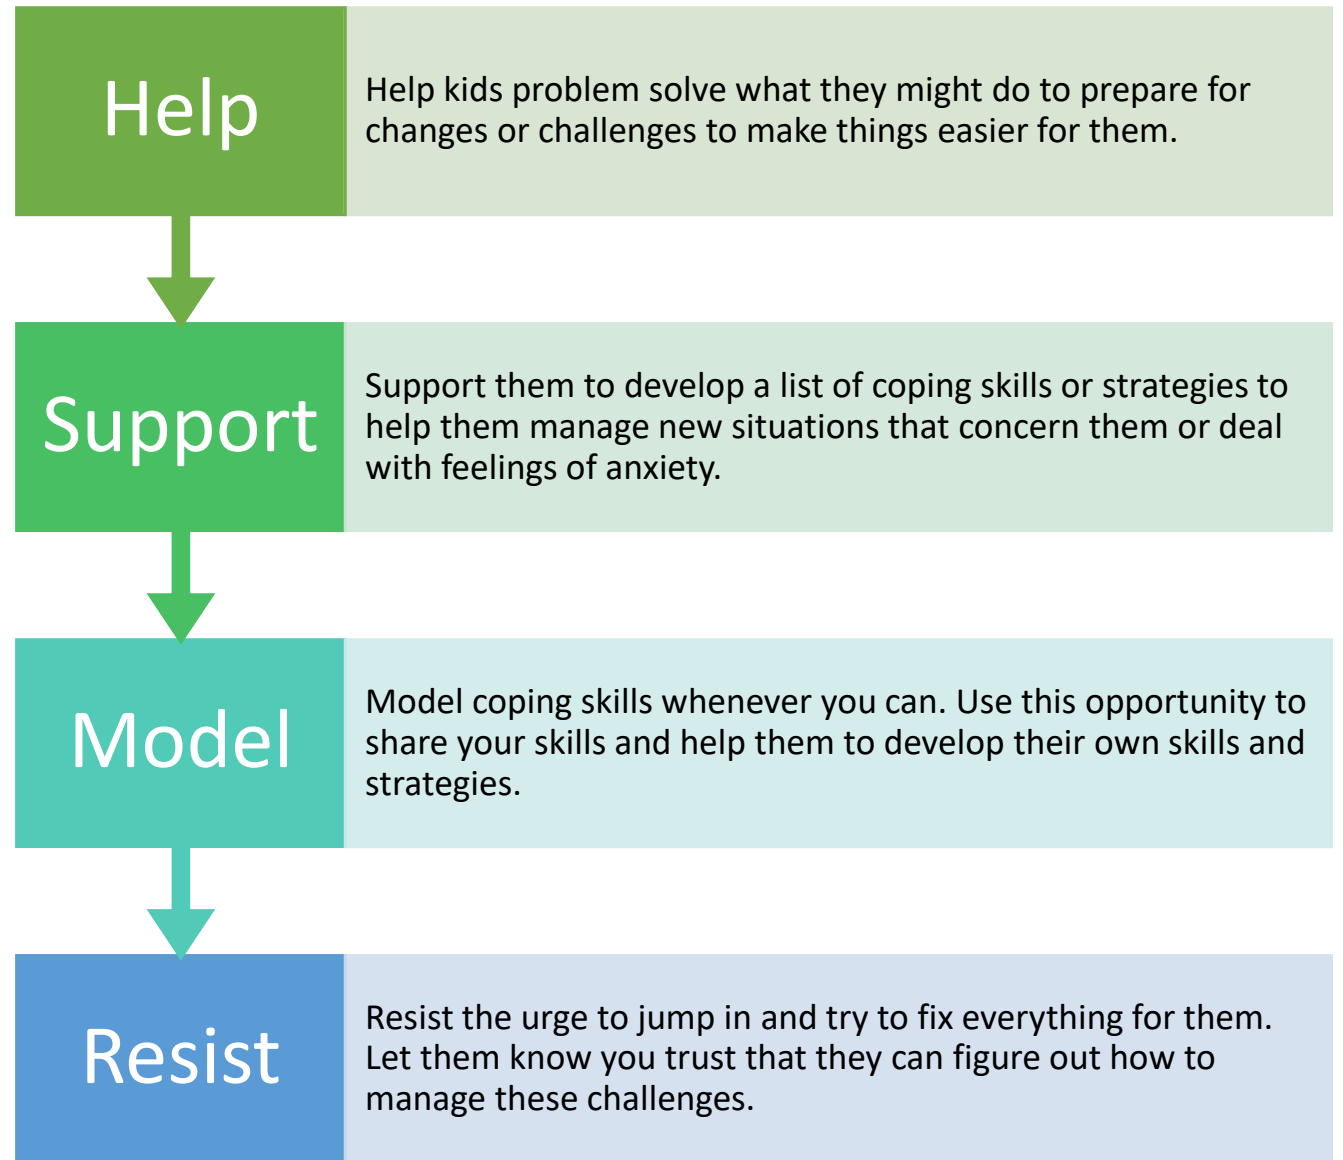 Help
Help kids problem solve what they might do to prepare for
changes or challenges to make things easier for them.
Support
Support them to develop a list of coping skills or strategies to
help them manage new situations that concern them or deal
with feelings of anxiety.
Model
Model coping skills whenever you can. Use this opportunity to
share your skills and help them to develop their own skills and
strategies.
Resist
Resist the urge to jump in and try to fix everything for them.
Let them know you trust that they can figure out how to
manage these challenges.